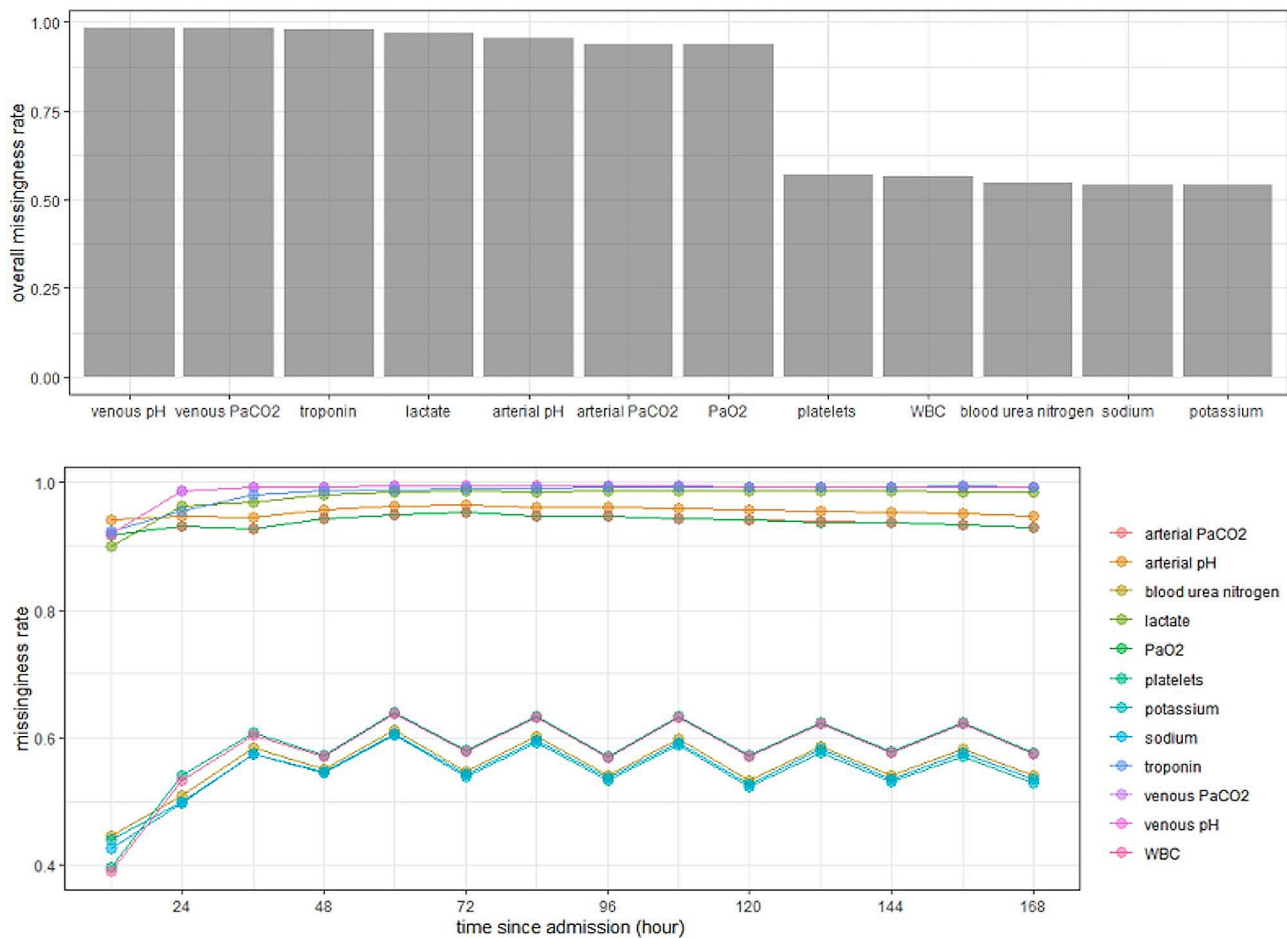 overall missingness rate
1.00
0.75
0.50
0.25
0.00
venous pH venous PaCO2 troponin lactate arterial pH arterial PaCO2 PaO2 platelets WBC blood urea nitrogen sodium potassium
missinginess rate
1.0
0.8
0.6
0.4
24 48 72 96 120 144 168
time since admission (hour)
arterial PaCO2
arterial pH
blood urea nitrogen
lactate
PaO2
platelets
potassium
sodium
troponin
venous PaCO2
venous pH
WBC